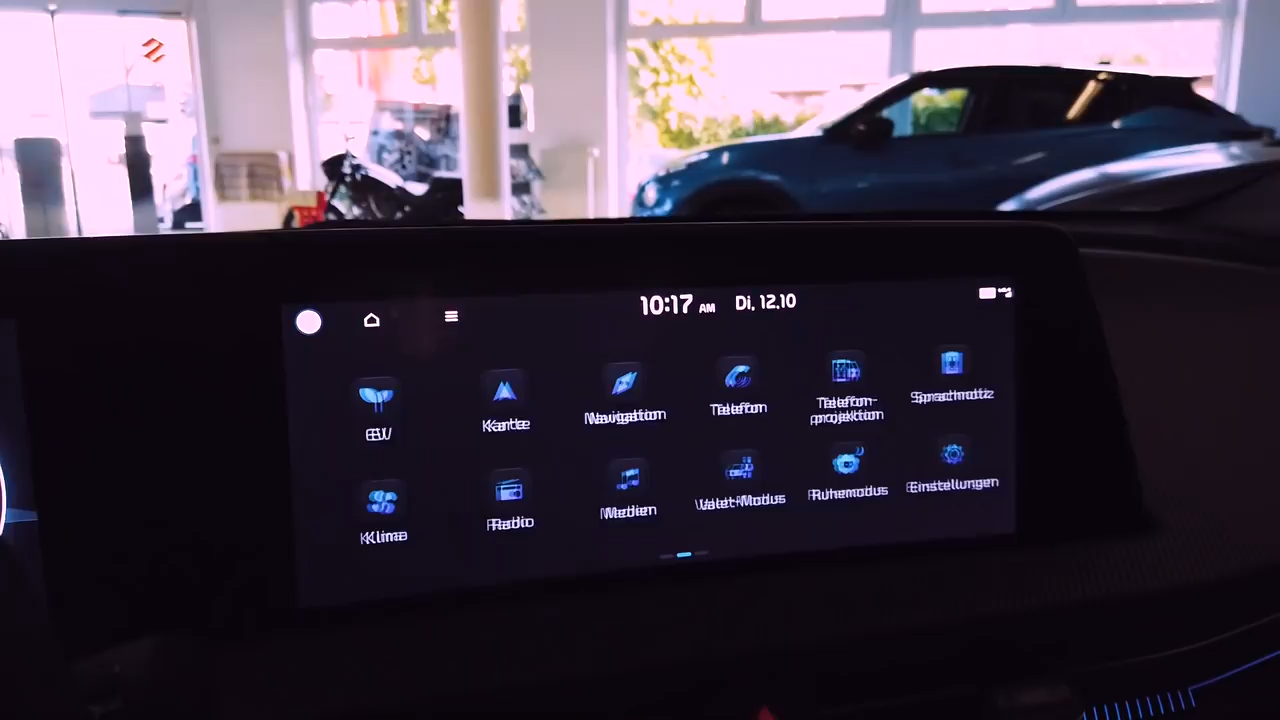 10:17 AM Di, 12.10
EV Karte Navigation Telefon Telefon- Sprachnotiz
projektion
Klima Radio Medien Valet-Modus Ruhemodus Einstellungen